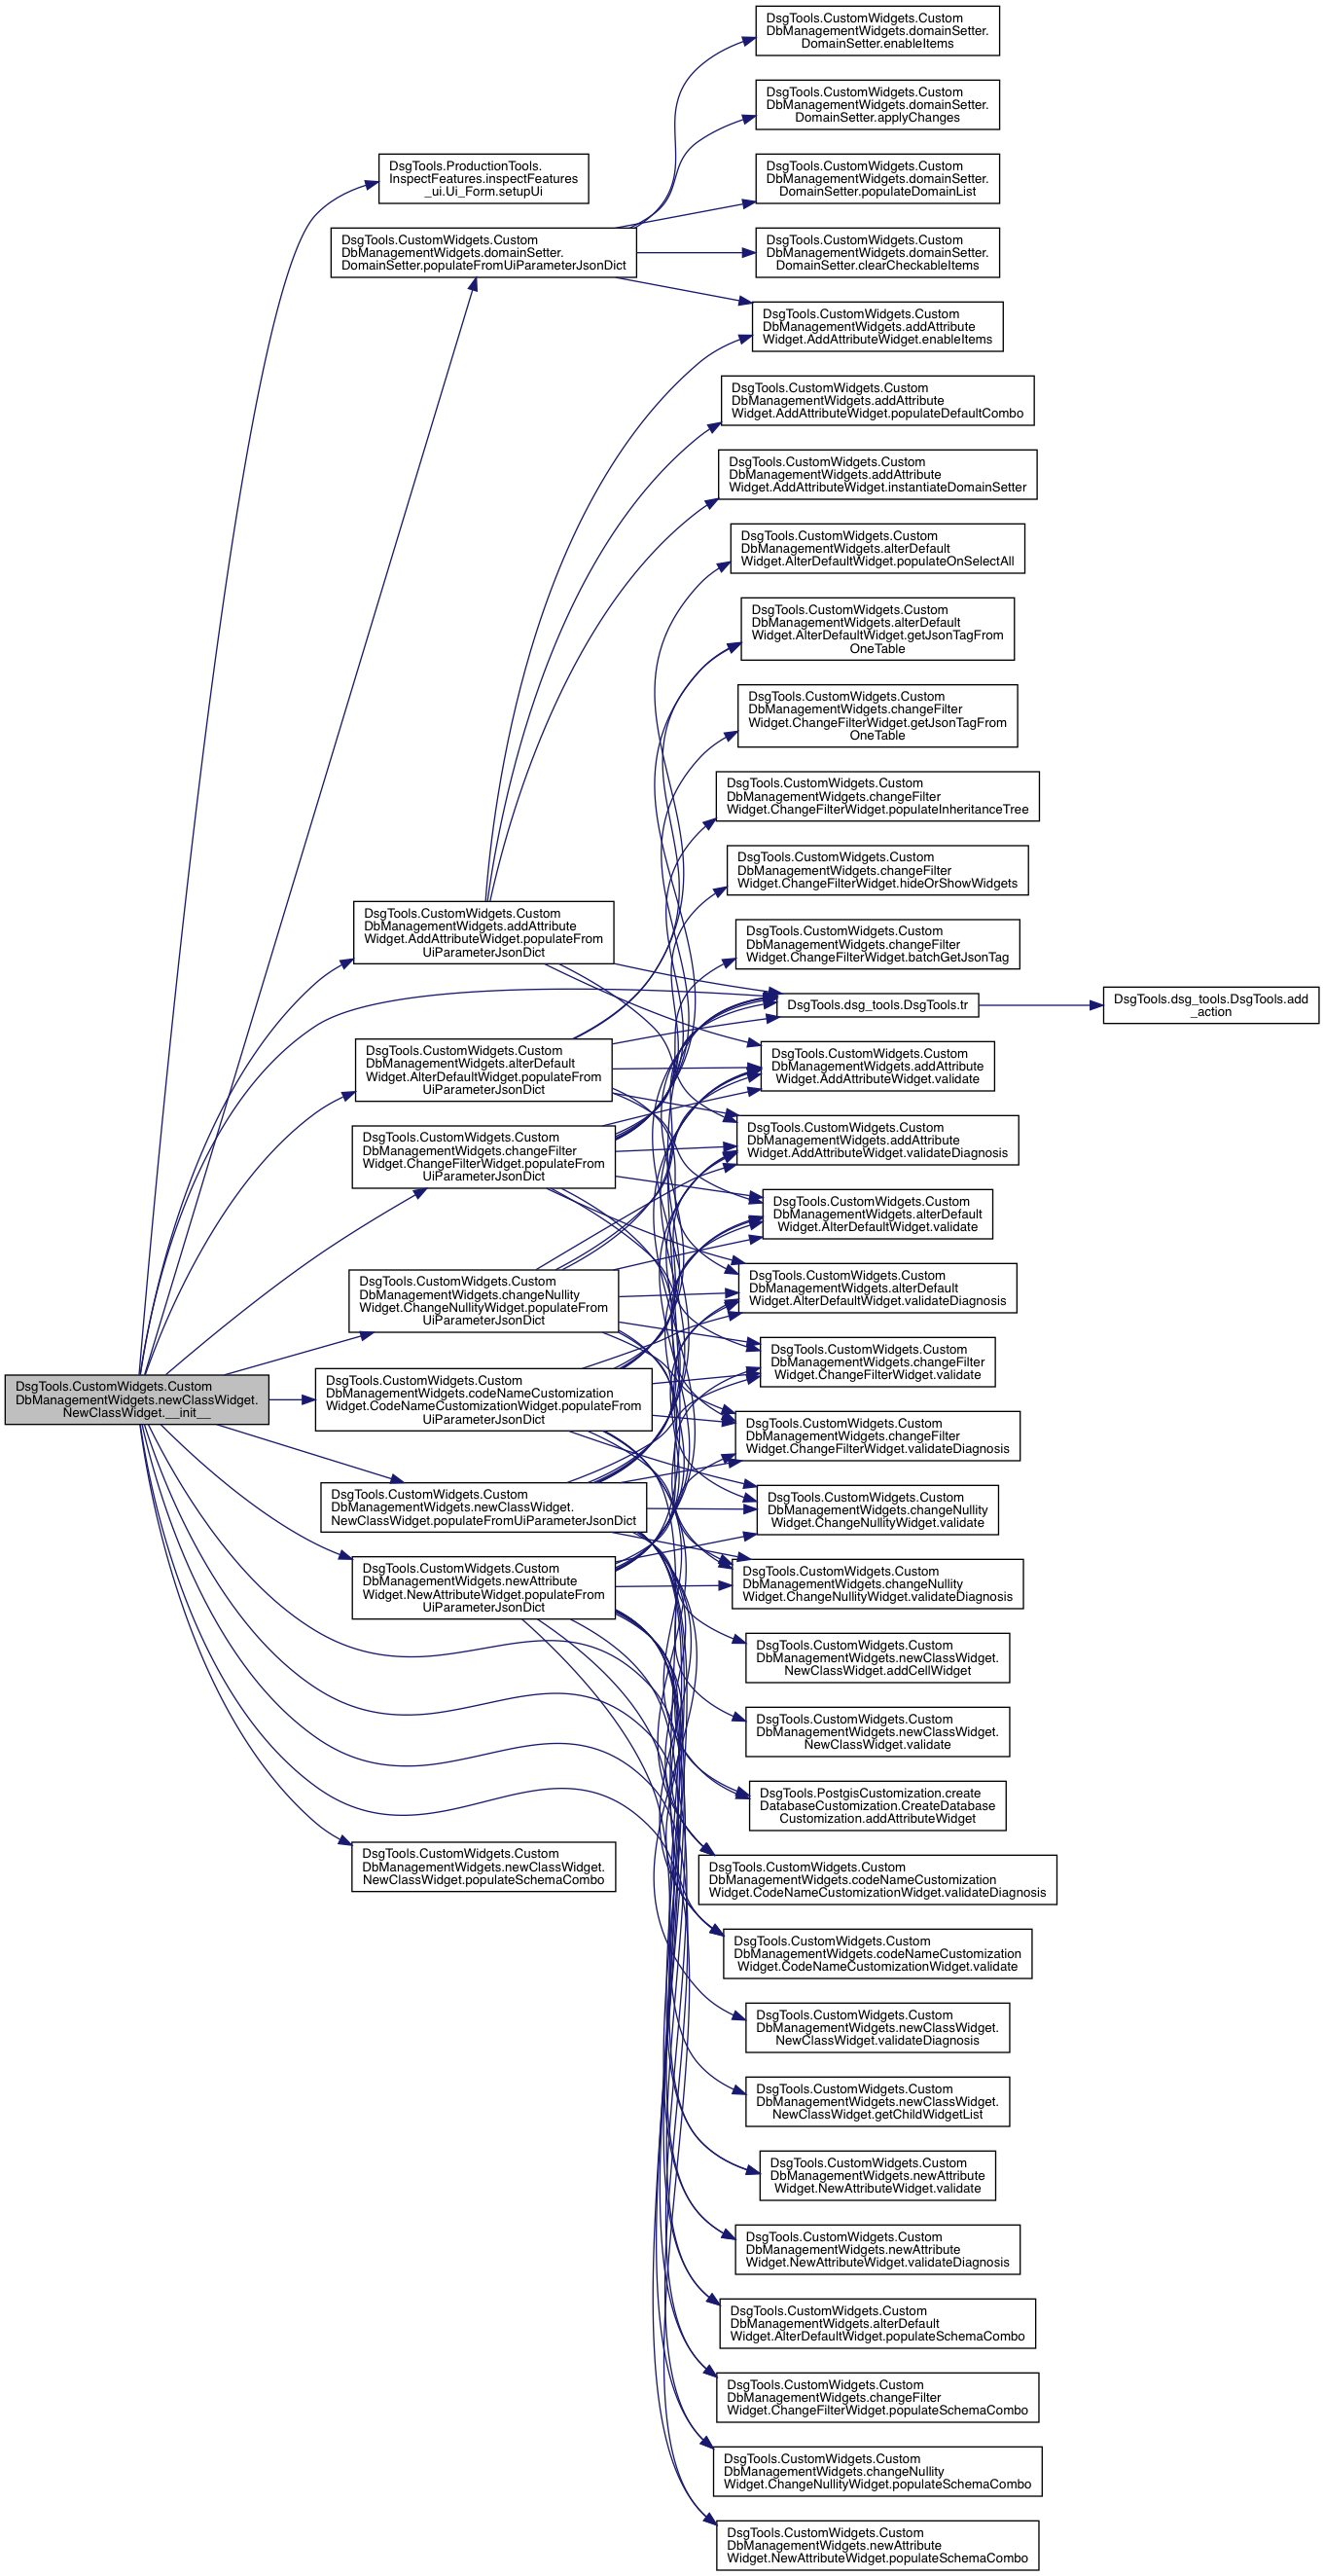 DsgTools.CustomWidgets.Custom
DbManagementWidgets.newClassWidget.
NewClassWidget.__init__
DsgTools.ProductionTools.
InspectFeatures.inspectFeatures
_ui.Ui_Form.setupUi
DsgTools.CustomWidgets.Custom
DbManagementWidgets.domainSetter.
DomainSetter.populateFromUiParameterJsonDict
DsgTools.CustomWidgets.Custom
DbManagementWidgets.addAttribute
Widget.AddAttributeWidget.populateFrom
UiParameterJsonDict
DsgTools.CustomWidgets.Custom
DbManagementWidgets.alterDefault
Widget.AlterDefaultWidget.populateFrom
UiParameterJsonDict
DsgTools.CustomWidgets.Custom
DbManagementWidgets.changeFilter
Widget.ChangeFilterWidget.populateFrom
UiParameterJsonDict
DsgTools.CustomWidgets.Custom
DbManagementWidgets.changeNullity
Widget.ChangeNullityWidget.populateFrom
UiParameterJsonDict
DsgTools.CustomWidgets.Custom
DbManagementWidgets.codeNameCustomization
Widget.CodeNameCustomizationWidget.populateFrom
UiParameterJsonDict
DsgTools.CustomWidgets.Custom
DbManagementWidgets.newClassWidget.
NewClassWidget.populateFromUiParameterJsonDict
DsgTools.CustomWidgets.Custom
DbManagementWidgets.newAttribute
Widget.NewAttributeWidget.populateFrom
UiParameterJsonDict
DsgTools.CustomWidgets.Custom
DbManagementWidgets.newClassWidget.
NewClassWidget.populateSchemaCombo
DsgTools.CustomWidgets.Custom
DbManagementWidgets.domainSetter.
DomainSetter.enableItems
DsgTools.CustomWidgets.Custom
DbManagementWidgets.domainSetter.
DomainSetter.applyChanges
DsgTools.CustomWidgets.Custom
DbManagementWidgets.domainSetter.
DomainSetter.populateDomainList
DsgTools.CustomWidgets.Custom
DbManagementWidgets.domainSetter.
DomainSetter.clearCheckableItems
DsgTools.CustomWidgets.Custom
DbManagementWidgets.addAttribute
Widget.AddAttributeWidget.enableItems
DsgTools.CustomWidgets.Custom
DbManagementWidgets.addAttribute
Widget.AddAttributeWidget.populateDefaultCombo
DsgTools.CustomWidgets.Custom
DbManagementWidgets.addAttribute
Widget.AddAttributeWidget.instantiateDomainSetter
DsgTools.CustomWidgets.Custom
DbManagementWidgets.alterDefault
Widget.AlterDefaultWidget.populateOnSelectAll
DsgTools.CustomWidgets.Custom
DbManagementWidgets.alterDefault
Widget.AlterDefaultWidget.getJsonTagFrom
OneTable
DsgTools.CustomWidgets.Custom
DbManagementWidgets.changeFilter
Widget.ChangeFilterWidget.getJsonTagFrom
OneTable
DsgTools.CustomWidgets.Custom
DbManagementWidgets.changeFilter
Widget.ChangeFilterWidget.populateInheritanceTree
DsgTools.CustomWidgets.Custom
DbManagementWidgets.changeFilter
Widget.ChangeFilterWidget.hideOrShowWidgets
DsgTools.CustomWidgets.Custom
DbManagementWidgets.changeFilter
Widget.ChangeFilterWidget.batchGetJsonTag
DsgTools.dsg_tools.DsgTools.tr
DsgTools.dsg_tools.DsgTools.add
_action
DsgTools.CustomWidgets.Custom
DbManagementWidgets.addAttribute
Widget.AddAttributeWidget.validate
DsgTools.CustomWidgets.Custom
DbManagementWidgets.addAttribute
Widget.AddAttributeWidget.validateDiagnosis
DsgTools.CustomWidgets.Custom
DbManagementWidgets.alterDefault
Widget.AlterDefaultWidget.validate
DsgTools.CustomWidgets.Custom
DbManagementWidgets.alterDefault
Widget.AlterDefaultWidget.validateDiagnosis
DsgTools.CustomWidgets.Custom
DbManagementWidgets.changeFilter
Widget.ChangeFilterWidget.validate
DsgTools.CustomWidgets.Custom
DbManagementWidgets.changeFilter
Widget.ChangeFilterWidget.validateDiagnosis
DsgTools.CustomWidgets.Custom
DbManagementWidgets.changeNullity
Widget.ChangeNullityWidget.validate
DsgTools.CustomWidgets.Custom
DbManagementWidgets.changeNullity
Widget.ChangeNullityWidget.validateDiagnosis
DsgTools.CustomWidgets.Custom
DbManagementWidgets.newClassWidget.
NewClassWidget.addCellWidget
DsgTools.CustomWidgets.Custom
DbManagementWidgets.newClassWidget.
NewClassWidget.validate
DsgTools.PostgisCustomization.create
DatabaseCustomization.CreateDatabase
Customization.addAttributeWidget
DsgTools.CustomWidgets.Custom
DbManagementWidgets.codeNameCustomization
Widget.CodeNameCustomizationWidget.validateDiagnosis
DsgTools.CustomWidgets.Custom
DbManagementWidgets.codeNameCustomization
Widget.CodeNameCustomizationWidget.validate
DsgTools.CustomWidgets.Custom
DbManagementWidgets.newClassWidget.
NewClassWidget.validateDiagnosis
DsgTools.CustomWidgets.Custom
DbManagementWidgets.newClassWidget.
NewClassWidget.getChildWidgetList
DsgTools.CustomWidgets.Custom
DbManagementWidgets.newAttribute
Widget.NewAttributeWidget.validate
DsgTools.CustomWidgets.Custom
DbManagementWidgets.newAttribute
Widget.NewAttributeWidget.validateDiagnosis
DsgTools.CustomWidgets.Custom
DbManagementWidgets.alterDefault
Widget.AlterDefaultWidget.populateSchemaCombo
DsgTools.CustomWidgets.Custom
DbManagementWidgets.changeFilter
Widget.ChangeFilterWidget.populateSchemaCombo
DsgTools.CustomWidgets.Custom
DbManagementWidgets.changeNullity
Widget.ChangeNullityWidget.populateSchemaCombo
DsgTools.CustomWidgets.Custom
DbManagementWidgets.newAttribute
Widget.NewAttributeWidget.populateSchemaCombo